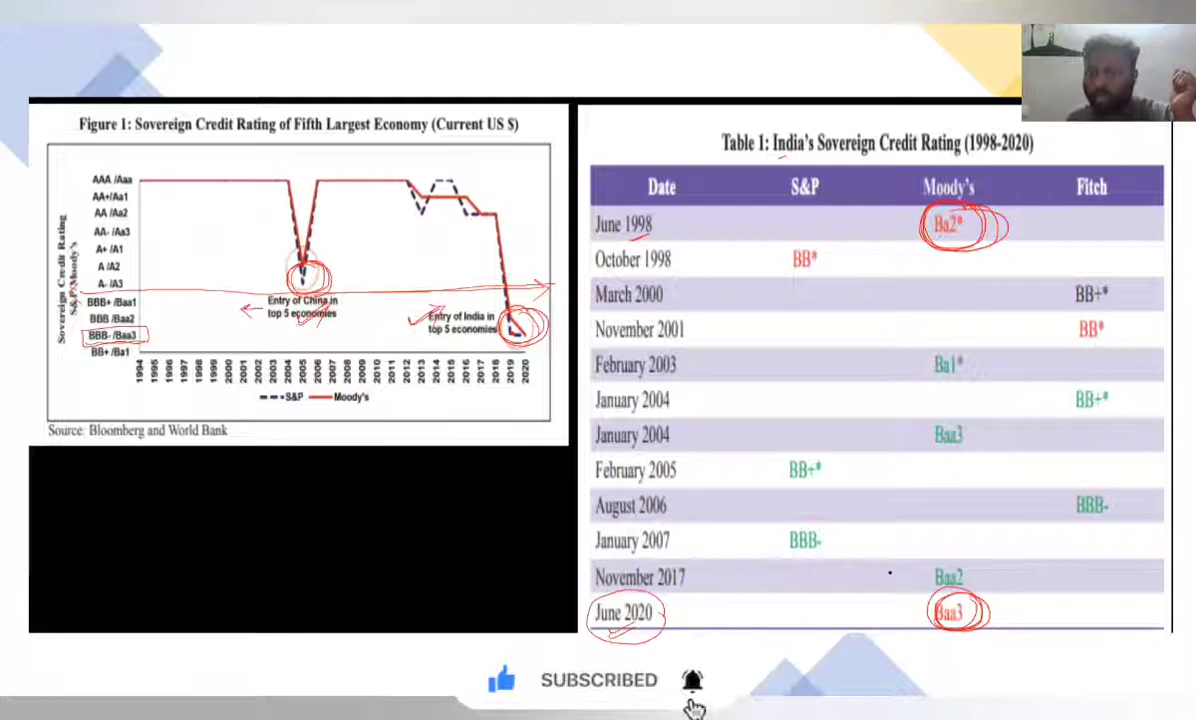 Figure 1: Sovereign Credit Rating of Fifth Largest Economy (Current US $)
Sovereign Credit Rating
S&P/Moody's
AAA /Aaa
AA+/Aa1
AA /Aa2
AA- /Aa3
A+ /A1
A /A2
A- /A3
BBB+ /Baa1
BBB /Baa2
BBB- /Baa3
BB+ /Ba1
Entry of China in
top 5 economies
Entry of India in
top 5 economies
1994 1995 1996 1997 1998 1999 2000 2001 2002 2003 2004 2005 2006 2007 2008 2009 2010 2011 2012 2013 2014 2015 2016 2017 2018 2019 2020
S&P Moody's
Source: Bloomberg and World Bank
Table 1: India's Sovereign Credit Rating (1998-2020)
Date S&P Moody's Fitch
June 1998 Ba2*
October 1998 BB*
March 2000 BB+*
November 2001 BB*
February 2003 Ba1*
January 2004 BB+*
January 2004 Baa3
February 2005 BB+*
August 2006 BBB-
January 2007 BBB-
November 2017 Baa2
June 2020 Baa3
SUBSCRIBED